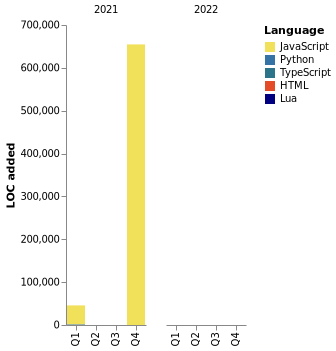 2021
2022
Language
JavaScript
Python
TypeScript
HTML
Lua
LOC added
700,000
600,000
500,000
400,000
300,000
200,000
100,000
0
Q1
Q2
Q3
Q4
Q1
Q2
Q3
Q4